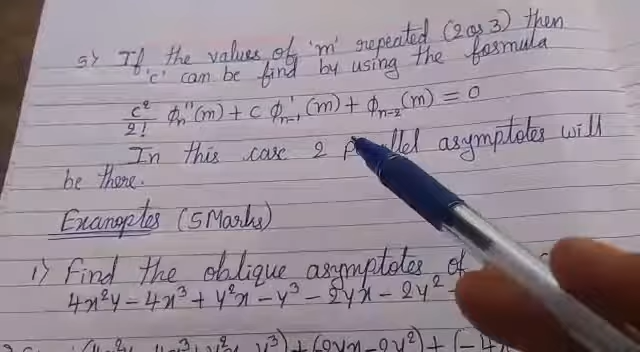 5) If the values of 'm' repeated (2 or 3) then
'c' can be find by using the formula
c²/2! ϕₙ''(m) + c ϕ'ₙ₋₁(m) + ϕₙ₋₂(m) = 0
In this case 2 parallel asymptotes will
be there.
Examples (5 Marks)
1) Find the oblique asymptotes of
4x²y - 4x³ + y²x - y³ - 2yx - 2y²